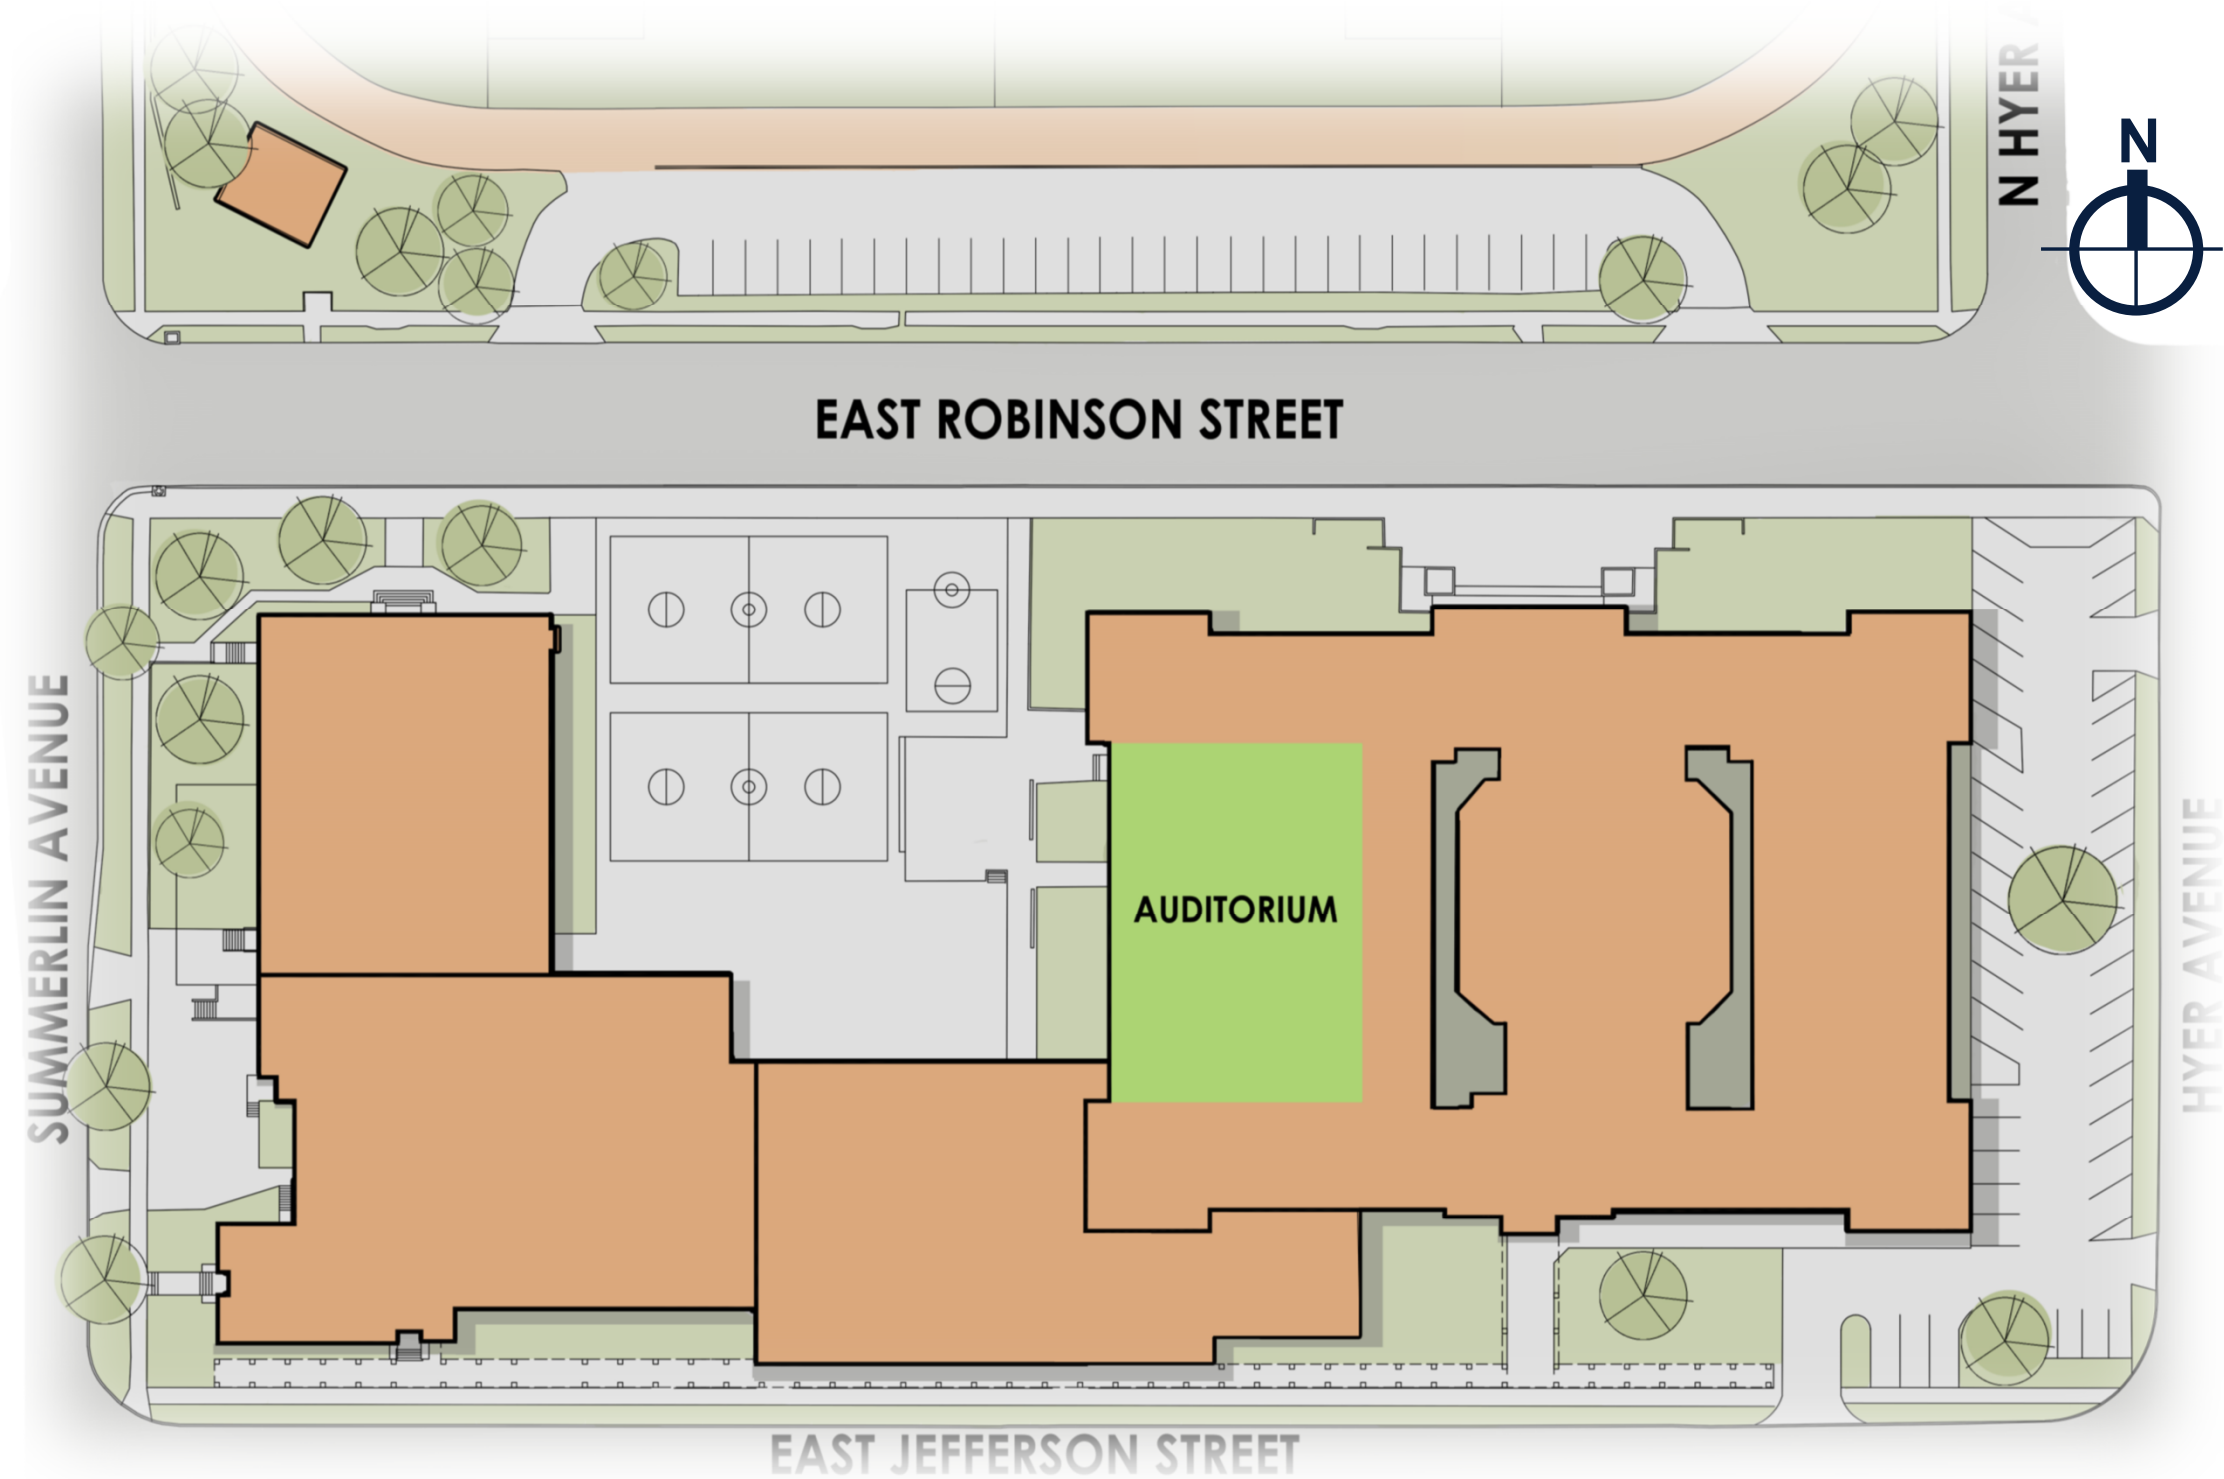 N HYER A
N
EAST ROBINSON STREET
SUMMERLIN AVENUE
AUDITORIUM
HYER AVENUE
EAST JEFFERSON STREET